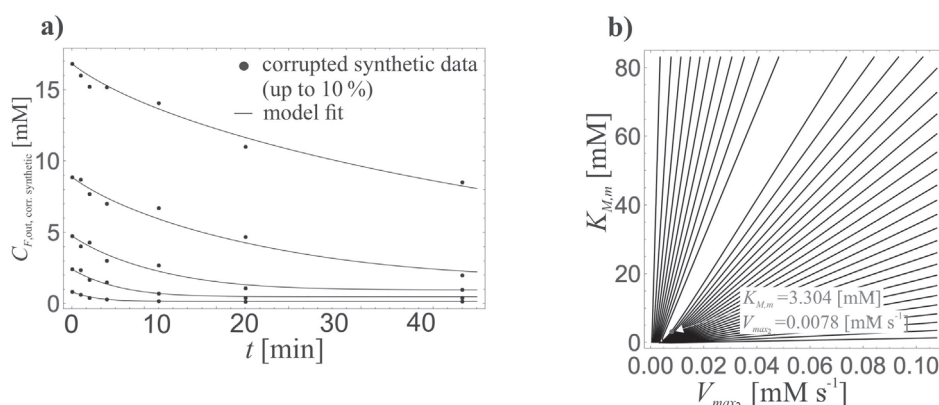 a)
C_F,out, corr. synthetic [mM]
15
10
5
0
corrupted synthetic data
(up to 10 %)
model fit
0
10
20
30
40
t [min]
b)
K_M,m [mM]
80
60
40
20
0
K_M,m =3.304 [mM]
V_max₂ =0.0078 [mM s⁻¹]
0.00 0.02 0.04 0.06 0.08 0.10
V_max₂ [mM s⁻¹]